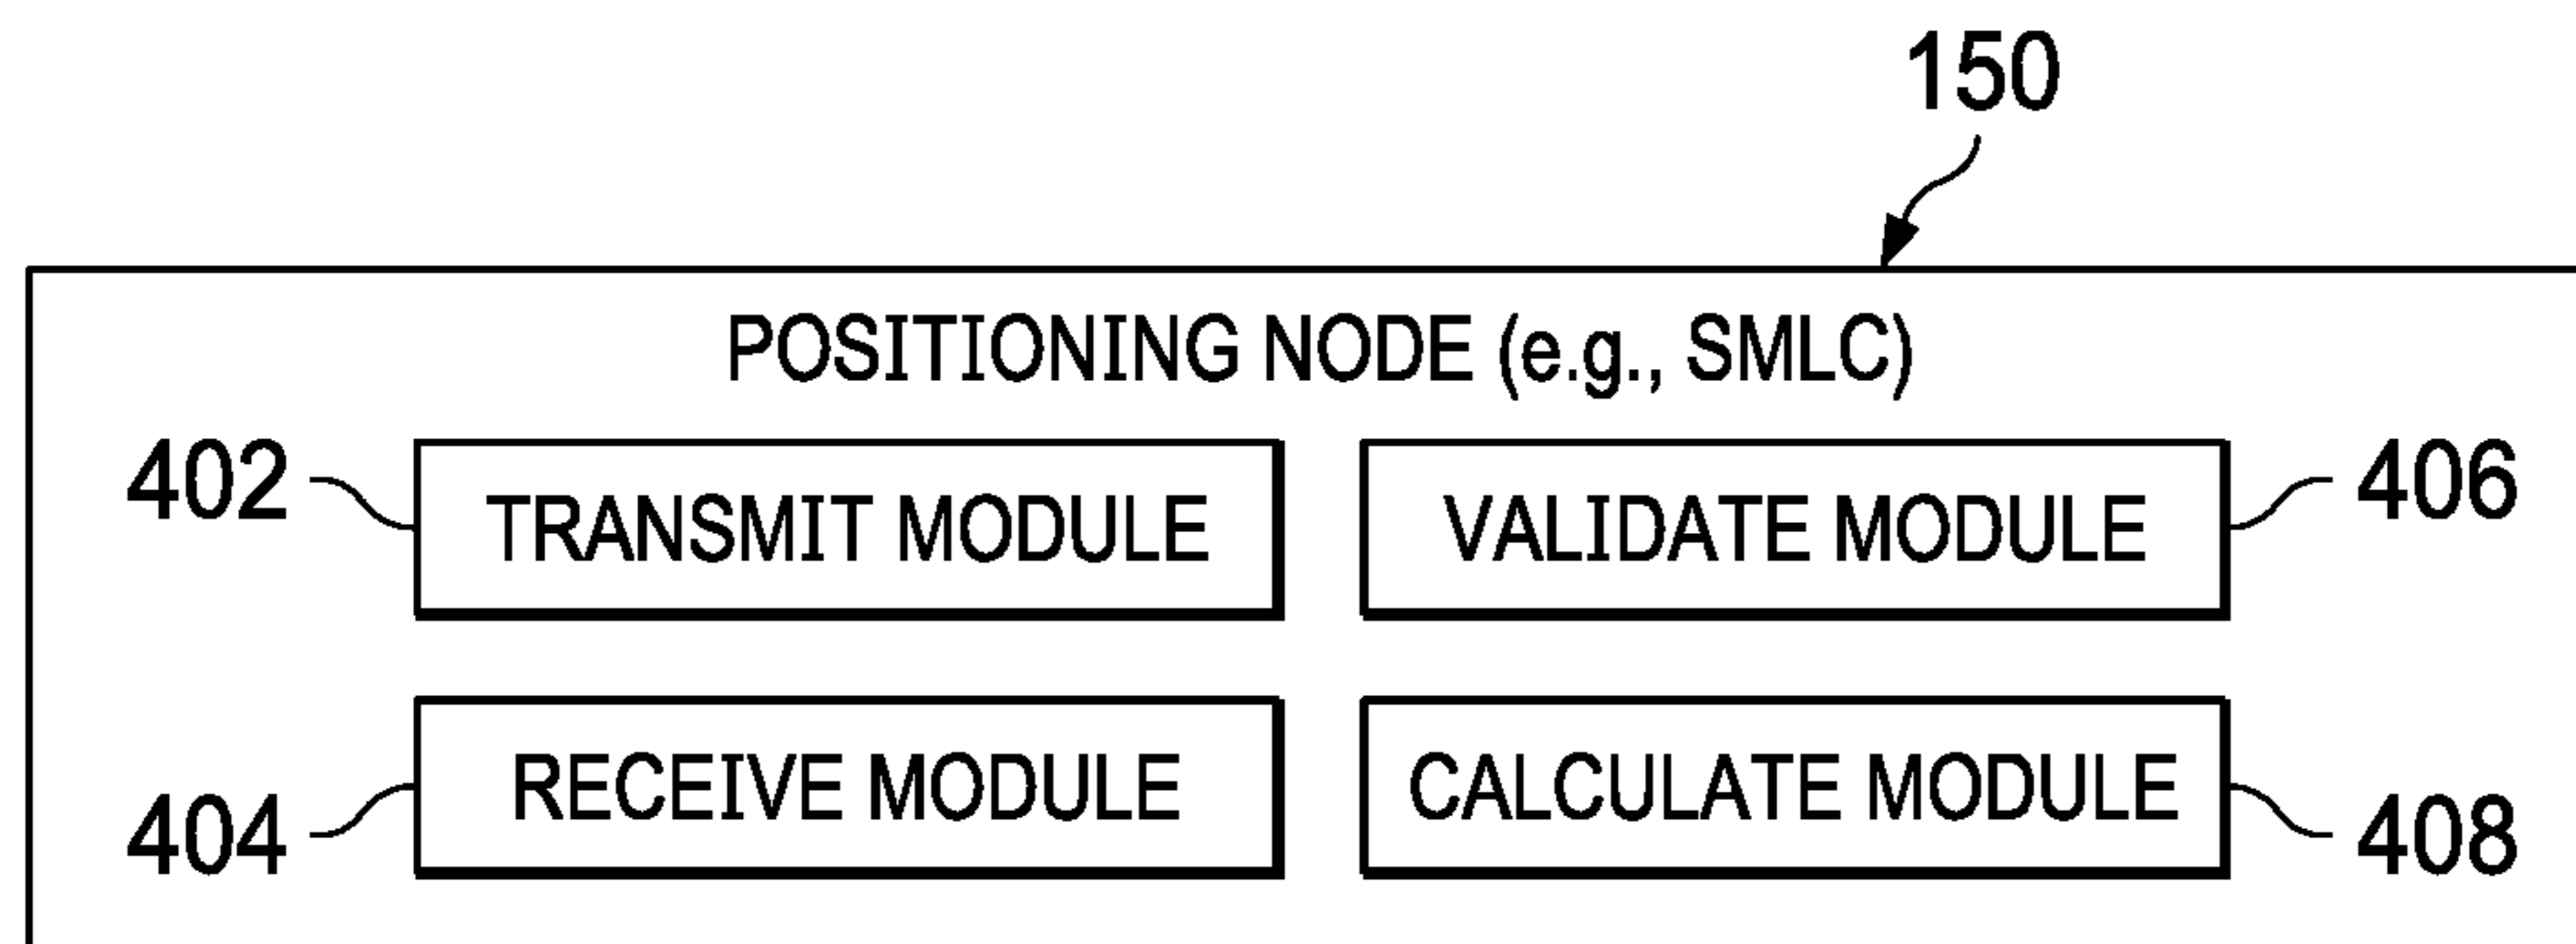 150
POSITIONING NODE (e.g., SMLC)
402 TRANSMIT MODULE VALIDATE MODULE 406
404 RECEIVE MODULE CALCULATE MODULE 408